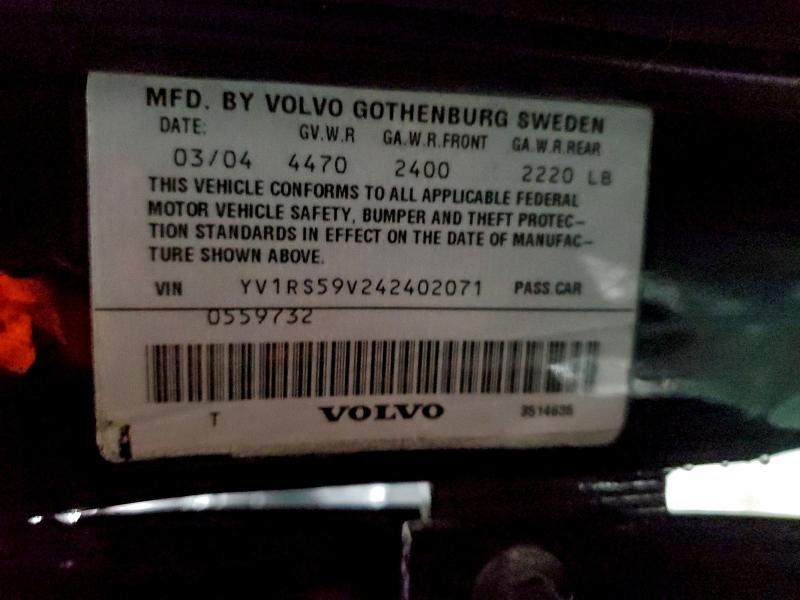 MFD. BY VOLVO GOTHENBURG SWEDEN
DATE: GV.W.R GA.W.R.FRONT GA.W.R.REAR
03/04 4470 2400 2220 LB
THIS VEHICLE CONFORMS TO ALL APPLICABLE FEDERAL
MOTOR VEHICLE SAFETY, BUMPER AND THEFT PROTEC-
TION STANDARDS IN EFFECT ON THE DATE OF MANUFAC-
TURE SHOWN ABOVE.
VIN YV1RS59V242402071 PASS.CAR
0559732
T VOLVO 3514635